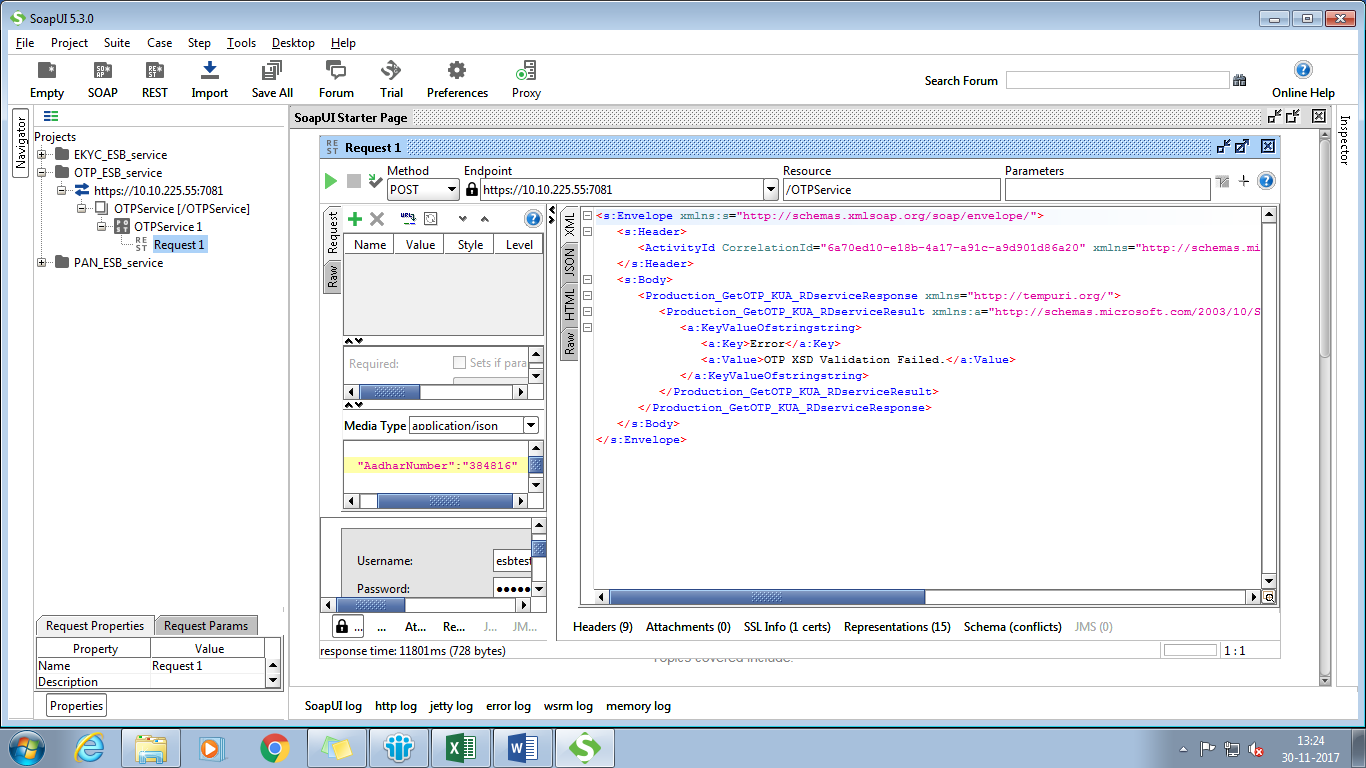 SoapUI 5.3.0
File Project Suite Case Step Tools Desktop Help
Empty SOAP REST Import Save All Forum Trial Preferences Proxy
Search Forum
Online Help
Navigator
Projects
EKYC_ESB_service
OTP_ESB_service
https://10.10.225.55:7081
OTPService [/OTPService]
OTPService 1
Request 1
PAN_ESB_service
SoapUI Starter Page
Inspector
Request 1
Method Endpoint Resource Parameters
POST https://10.10.225.55:7081 /OTPService
Request
Raw
Name Value Style Level
Required: Sets if para
Media Type application/json
"AadharNumber":"384816"
Username: esbtest
Password: ●●●●●
XML
JSON
HTML
Raw
<s:Envelope xmlns:s="http://schemas.xmlsoap.org/soap/envelope/">
<s:Header>
<ActivityId CorrelationId="6a70ed10-e18b-4a17-a91c-a9d901d86a20" xmlns="http://schemas.mi
</s:Header>
<s:Body>
<Production_GetOTP_KUA_RDserviceResponse xmlns="http://tempuri.org/">
<Production_GetOTP_KUA_RDserviceResult xmlns:a="http://schemas.microsoft.com/2003/10/S
<a:KeyValueOfstringstring>
<a:Key>Error</a:Key>
<a:Value>OTP XSD Validation Failed.</a:Value>
</a:KeyValueOfstringstring>
</Production_GetOTP_KUA_RDserviceResult>
</Production_GetOTP_KUA_RDserviceResponse>
</s:Body>
</s:Envelope>
... ... At... Re... J... JM...
Headers (9) Attachments (0) SSL Info (1 certs) Representations (15) Schema (conflicts) JMS (0)
response time: 11801ms (728 bytes)
1 : 1
Topics covered include:
Request Properties Request Params
Property Value
Name Request 1
Description
Properties
SoapUI log http log jetty log error log wsrm log memory log
13:24
30-11-2017